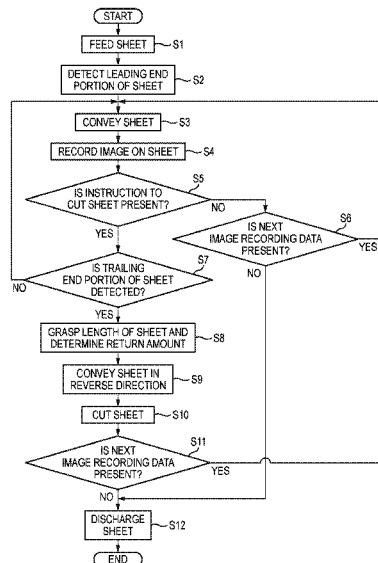 START
FEED SHEET
S1
DETECT LEADING END
PORTION OF SHEET
S2
CONVEY SHEET
S3
RECORD IMAGE ON SHEET
S4
IS INSTRUCTION TO
CUT SHEET PRESENT?
S5
NO
YES
IS NEXT
IMAGE RECORDING DATA
PRESENT?
S6
YES
NO
IS TRAILING
END PORTION OF SHEET
DETECTED?
S7
NO
YES
GRASP LENGTH OF SHEET AND
DETERMINE RETURN AMOUNT
S8
CONVEY SHEET IN
REVERSE DIRECTION
S9
CUT SHEET
S10
IS NEXT
IMAGE RECORDING DATA
PRESENT?
S11
YES
NO
DISCHARGE
SHEET
S12
END